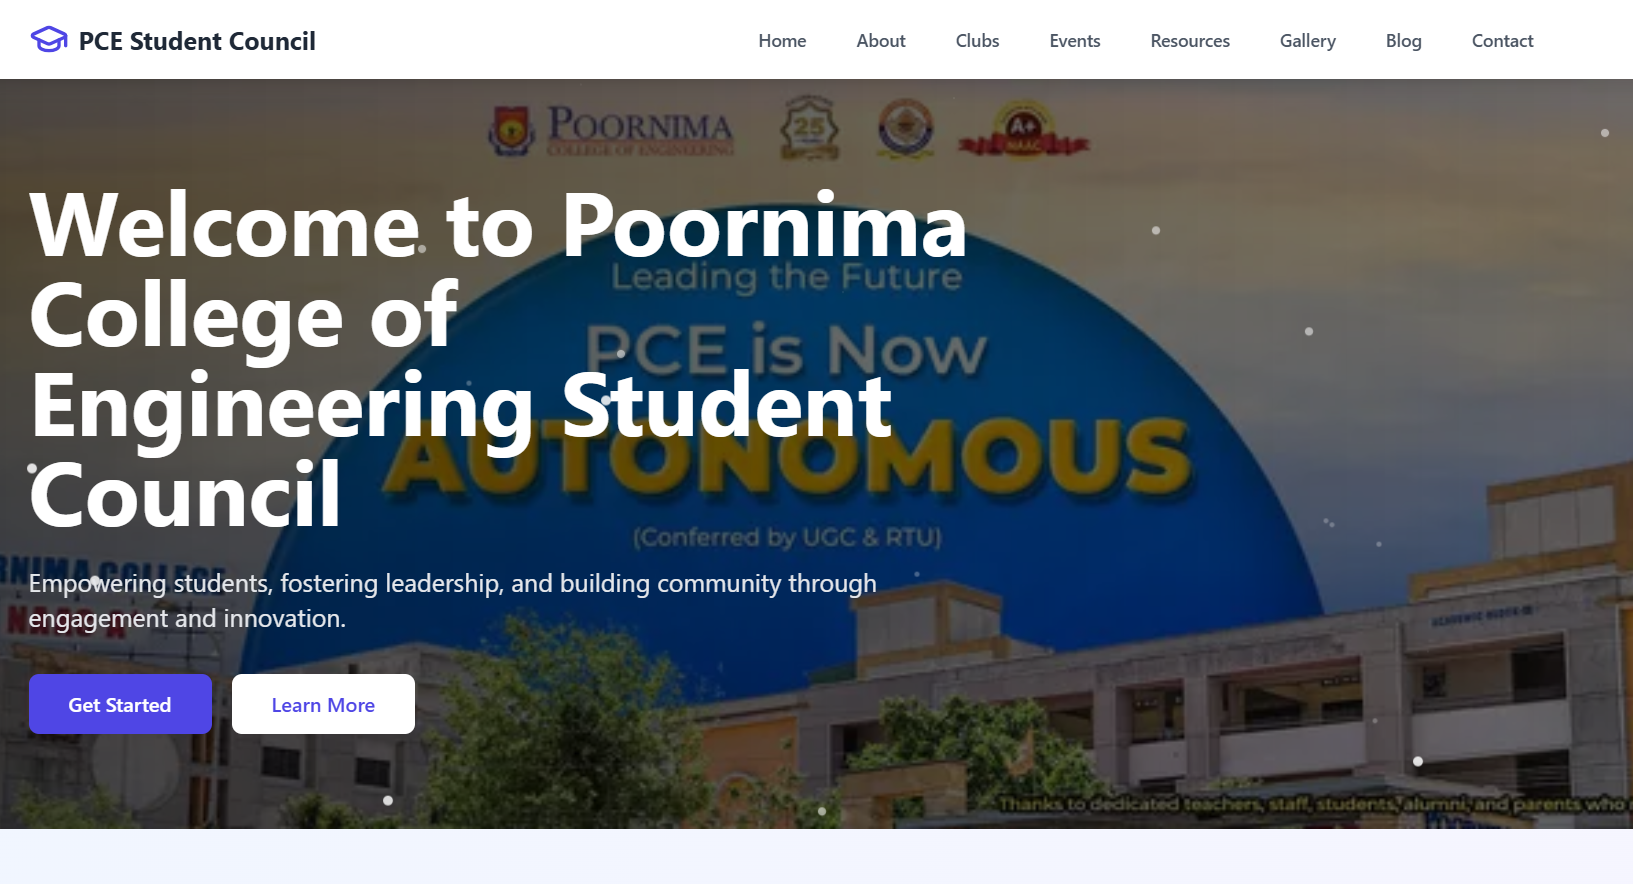 PCE Student Council
Home About Clubs Events Resources Gallery Blog Contact
POORNIMA
COLLEGE OF ENGINEERING
25
A+
NAAC
Welcome to Poornima
College of
Engineering Student
Council
Leading the Future
PCE is Now
AUTONOMOUS
(Conferred by UGC & RTU)
RNIMA COLLEGE
Empowering students, fostering leadership, and building community through
engagement and innovation.
Get Started Learn More
Thanks to dedicated teachers, staff, students, alumni, and parents who